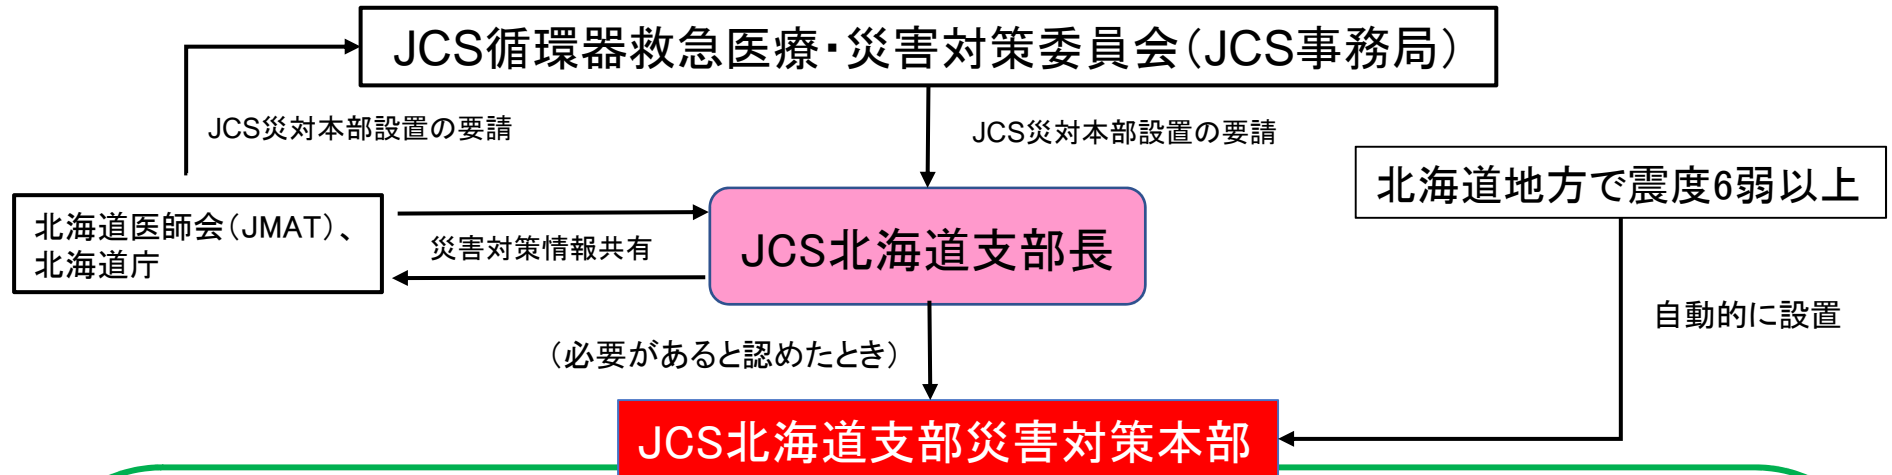 JCS循環器救急医療・災害対策委員会（JCS事務局）
JCS災対本部設置の要請
JCS災対本部設置の要請
北海道地方で震度6弱以上
北海道医師会（JMAT）、
北海道庁
災害対策情報共有
JCS北海道支部長
自動的に設置
（必要があると認めたとき）
JCS北海道支部災害対策本部